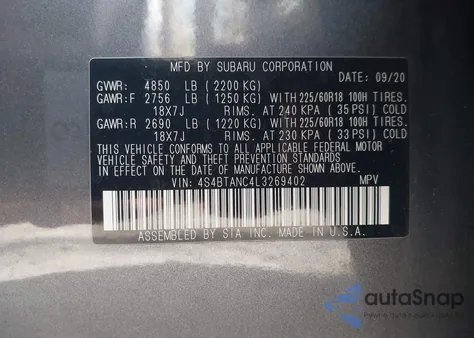 MFD BY SUBARU CORPORATION
DATE: 09/20
GVWR: 4850 LB (2200 KG)
GAWR:F 2756 LB (1250 KG) WITH 225/60R18 100H TIRES.
18X7J RIMS. AT 240 KPA (35 PSI) COLD
GAWR:R 2690 LB (1220 KG) WITH 225/60R18 100H TIRES.
18X7J RIMS. AT 230 KPA (33 PSI) COLD
THIS VEHICLE CONFORMS TO ALL APPLICABLE FEDERAL MOTOR
VEHICLE SAFETY AND THEFT PREVENTION STANDARDS IN EFFECT
ON THE DATE OF MANUFACTURE SHOWN ABOVE.
VIN: 4S4BTANC4L3269402 MPV
ASSEMBLED BY SIA INC. MADE IN U.S.A.
autoSnap